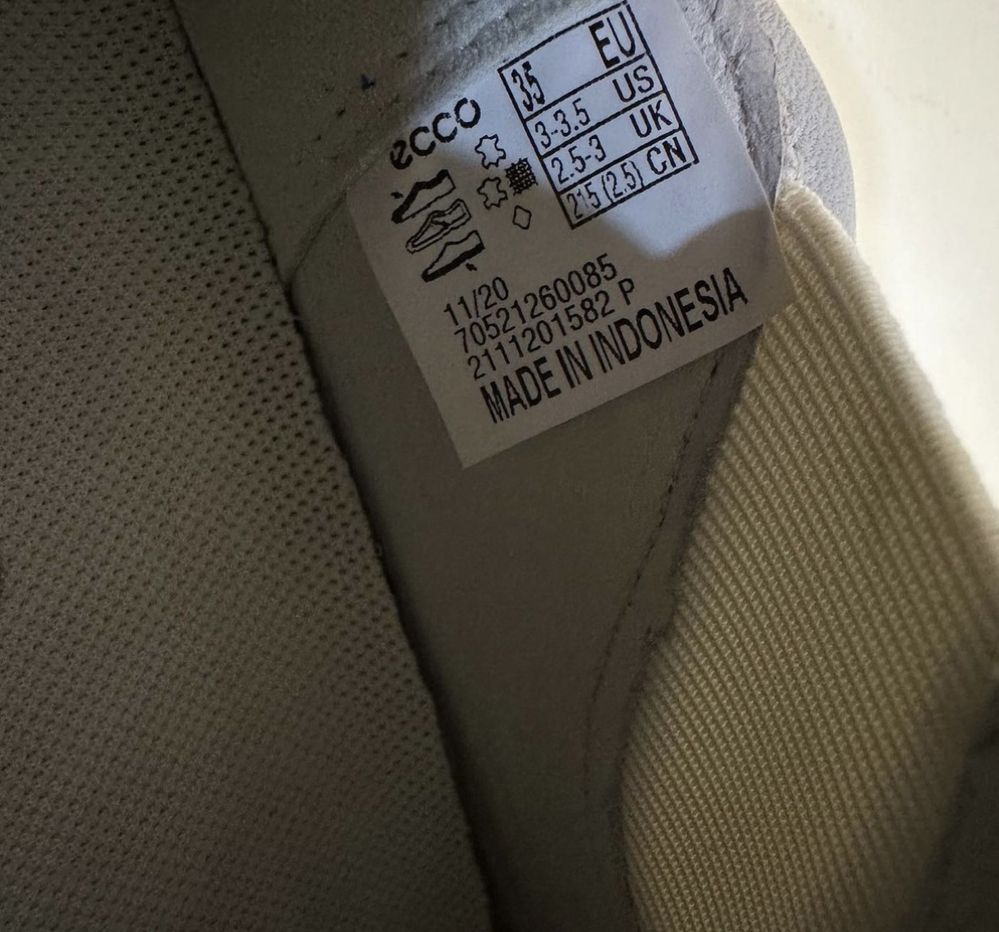 ecco
35 EU
3-3.5 US
2.5-3 UK
215 (2.5) CN
11/20
70521260085
2111201582 P
MADE IN INDONESIA